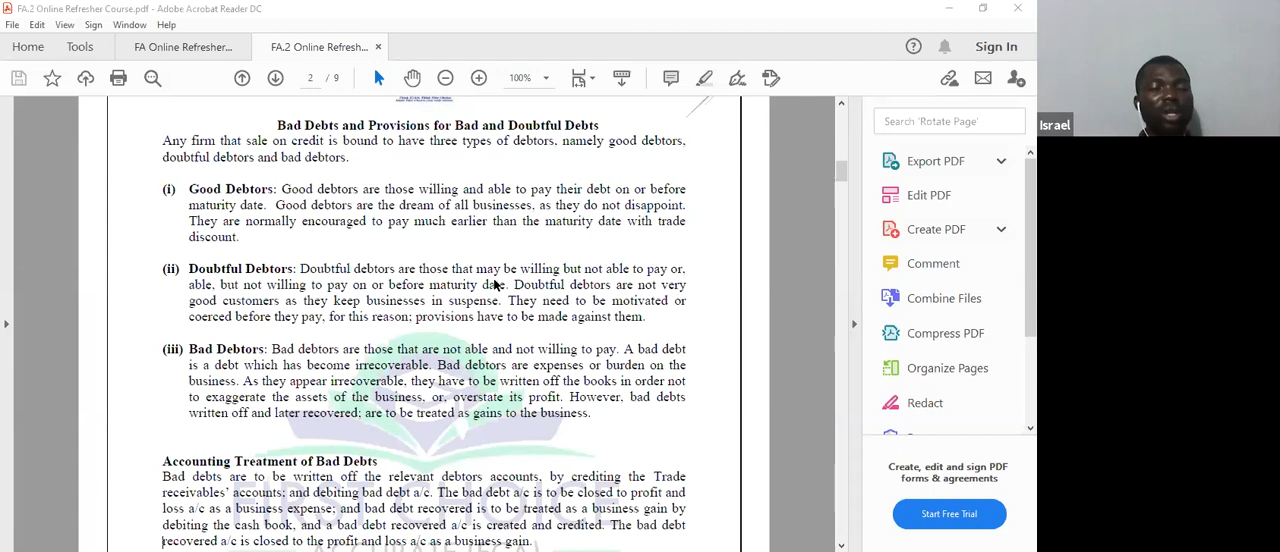 FA.2 Online Refresher Course.pdf - Adobe Acrobat Reader DC
File Edit View Sign Window Help
Home Tools FA Online Refresher... FA.2 Online Refresh... × Sign In
2 / 9 100%
Bad Debts and Provisions for Bad and Doubtful Debts
Any firm that sale on credit is bound to have three types of debtors, namely good debtors,
doubtful debtors and bad debtors.
(i) Good Debtors: Good debtors are those willing and able to pay their debt on or before
maturity date. Good debtors are the dream of all businesses, as they do not disappoint.
They are normally encouraged to pay much earlier than the maturity date with trade
discount.
(ii) Doubtful Debtors: Doubtful debtors are those that may be willing but not able to pay or,
able, but not willing to pay on or before maturity date. Doubtful debtors are not very
good customers as they keep businesses in suspense. They need to be motivated or
coerced before they pay, for this reason; provisions have to be made against them.
(iii) Bad Debtors: Bad debtors are those that are not able and not willing to pay. A bad debt
is a debt which has become irrecoverable. Bad debtors are expenses or burden on the
business. As they appear irrecoverable, they have to be written off the books in order not
to exaggerate the assets of the business, or, overstate its profit. However, bad debts
written off and later recovered; are to be treated as gains to the business.
Accounting Treatment of Bad Debts
Bad debts are to be written off the relevant debtors accounts, by crediting the Trade
receivables' accounts; and debiting bad debt a/c. The bad debt a/c is to be closed to profit and
loss a/c as a business expense; and bad debt recovered is to be treated as a business gain by
debiting the cash book, and a bad debt recovered a/c is created and credited. The bad debt
recovered a/c is closed to the profit and loss a/c as a business gain.
FIRST CHOICE
Search 'Rotate Page'
Export PDF
Edit PDF
Create PDF
Comment
Combine Files
Compress PDF
Organize Pages
Redact
Create, edit and sign PDF
forms & agreements
Start Free Trial
Israel